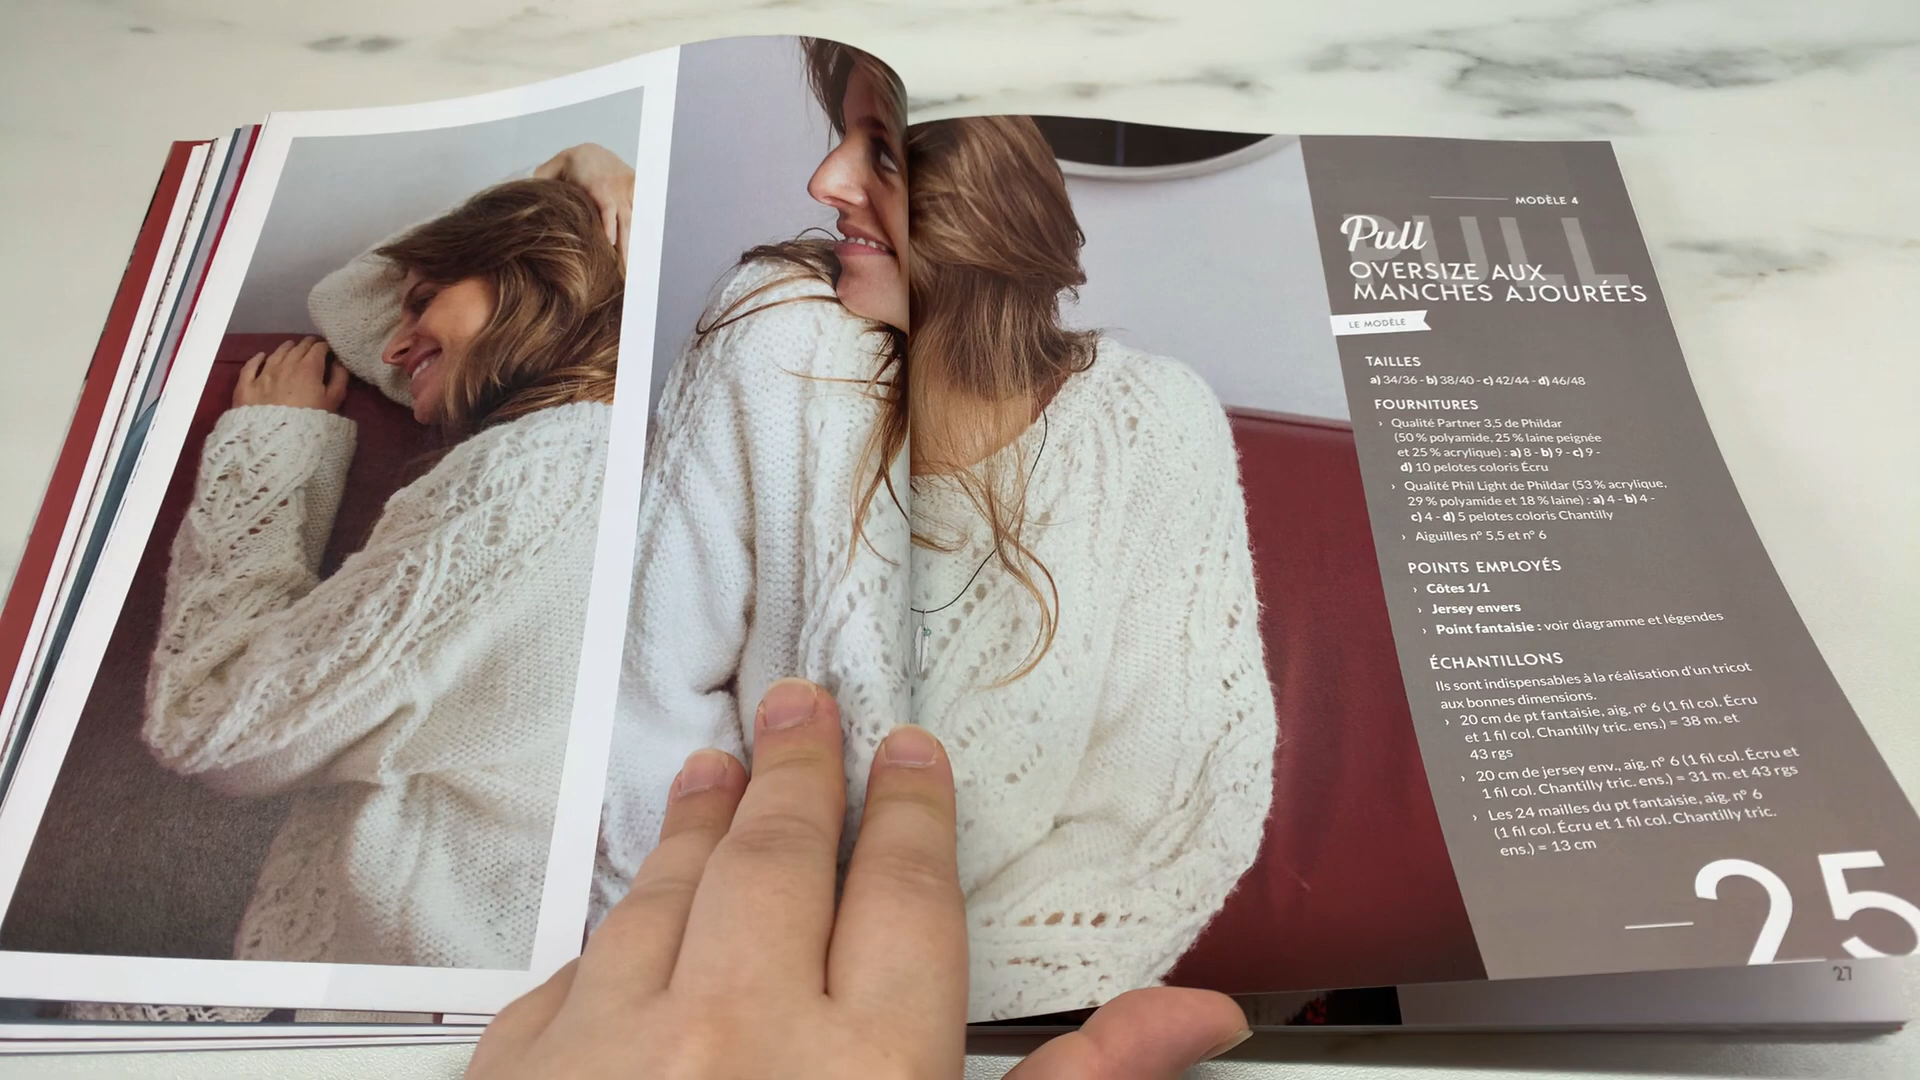 MODÈLE 4
PULL
Pull
OVERSIZE AUX
MANCHES AJOURÉES
LE MODÈLE
TAILLES
a) 34/36 - b) 38/40 - c) 42/44 - d) 46/48
FOURNITURES
› Qualité Partner 3,5 de Phildar
(50 % polyamide, 25 % laine peignée
et 25 % acrylique) : a) 8 - b) 9 - c) 9 -
d) 10 pelotes coloris Écru
› Qualité Phil Light de Phildar (53 % acrylique,
29 % polyamide et 18 % laine) : a) 4 - b) 4 -
c) 4 - d) 5 pelotes coloris Chantilly
› Aiguilles n° 5,5 et n° 6
POINTS EMPLOYÉS
› Côtes 1/1
› Jersey envers
› Point fantaisie : voir diagramme et légendes
ÉCHANTILLONS
Ils sont indispensables à la réalisation d'un tricot
aux bonnes dimensions.
› 20 cm de pt fantaisie, aig. n° 6 (1 fil col. Écru
et 1 fil col. Chantilly tric. ens.) = 38 m. et
43 rgs
› 20 cm de jersey env., aig. n° 6 (1 fil col. Écru et
1 fil col. Chantilly tric. ens.) = 31 m. et 43 rgs
› Les 24 mailles du pt fantaisie, aig. n° 6
(1 fil col. Écru et 1 fil col. Chantilly tric.
ens.) = 13 cm
25
27